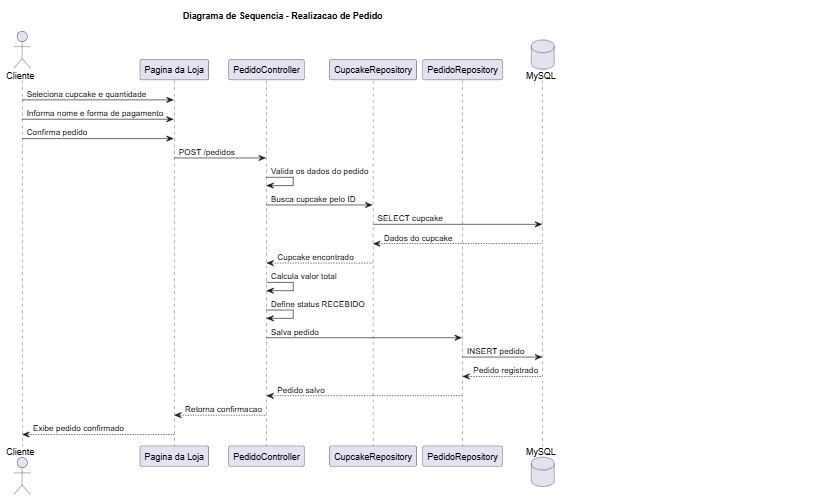 Diagrama de Sequencia - Realizacao de Pedido
Cliente
Pagina da Loja
PedidoController
CupcakeRepository
PedidoRepository
MySQL
Seleciona cupcake e quantidade
Informa nome e forma de pagamento
Confirma pedido
POST /pedidos
Valida os dados do pedido
Busca cupcake pelo ID
SELECT cupcake
Dados do cupcake
Cupcake encontrado
Calcula valor total
Define status RECEBIDO
Salva pedido
INSERT pedido
Pedido registrado
Pedido salvo
Retorna confirmacao
Exibe pedido confirmado
Cliente
Pagina da Loja
PedidoController
CupcakeRepository
PedidoRepository
MySQL